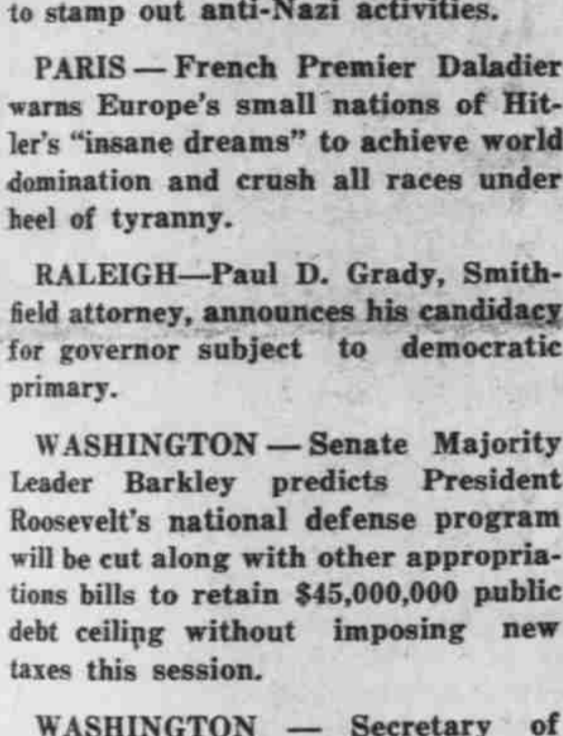 to stamp out anti-Nazi activities.
PARIS — French Premier Daladier
warns Europe's small nations of Hit-
ler's "insane dreams" to achieve world
domination and crush all races under
heel of tyranny.
RALEIGH—Paul D. Grady, Smith-
field attorney, announces his candidacy
for governor subject to democratic
primary.
WASHINGTON — Senate Majority
Leader Barkley predicts President
Roosevelt's national defense program
will be cut along with other appropria-
tions bills to retain $45,000,000 public
debt ceiling without imposing new
taxes this session.
WASHINGTON — Secretary of